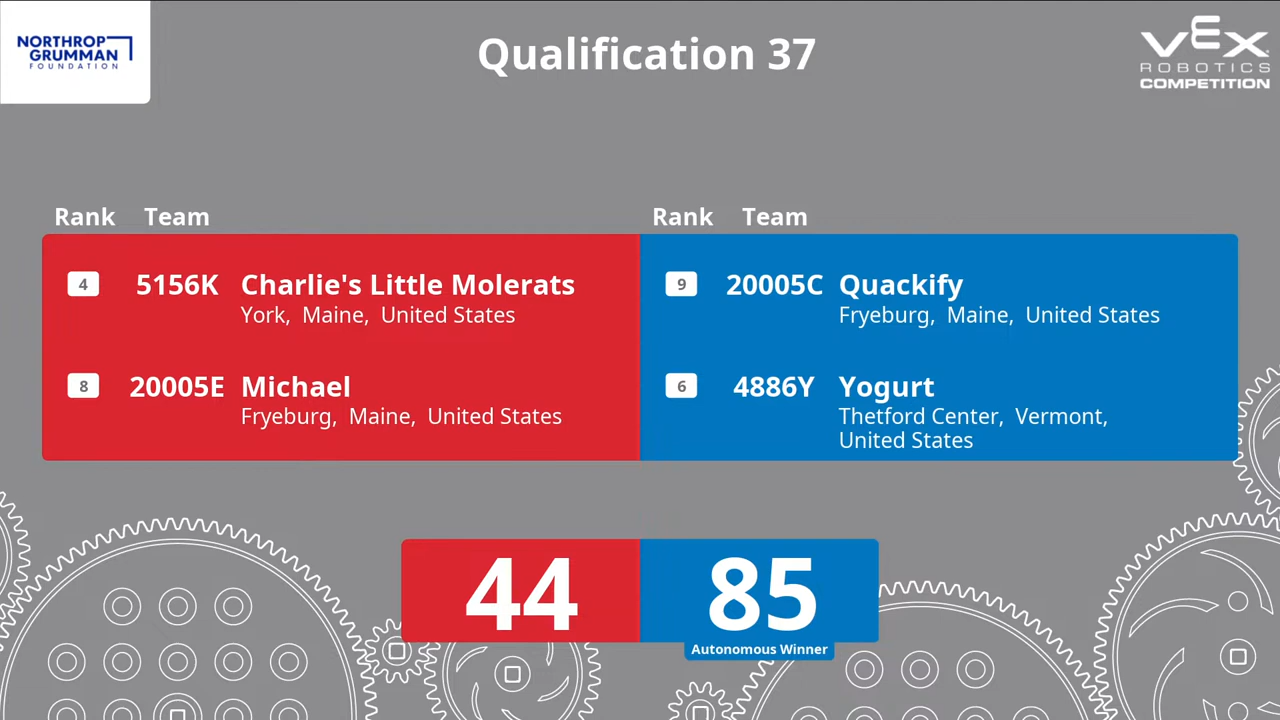 NORTHROP
GRUMMAN
FOUNDATION
Qualification 37
VEX
ROBOTICS
COMPETITION
Rank Team
4 5156K Charlie's Little Molerats
York, Maine, United States
8 20005E Michael
Fryeburg, Maine, United States
Rank Team
9 20005C Quackify
Fryeburg, Maine, United States
6 4886Y Yogurt
Thetford Center, Vermont,
United States
44 85
Autonomous Winner